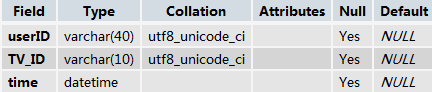 Field Type Collation Attributes Null Default
userID varchar(40) utf8_unicode_ci Yes NULL
TV_ID varchar(10) utf8_unicode_ci Yes NULL
time datetime Yes NULL